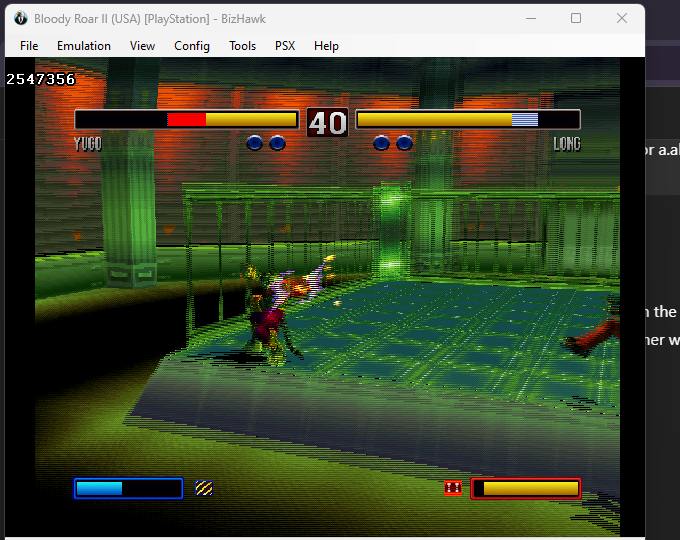 Bloody Roar II (USA) [PlayStation] - BizHawk
File Emulation View Config Tools PSX Help
2547356
40
YUGO LONG
or a.al
n the
ner w